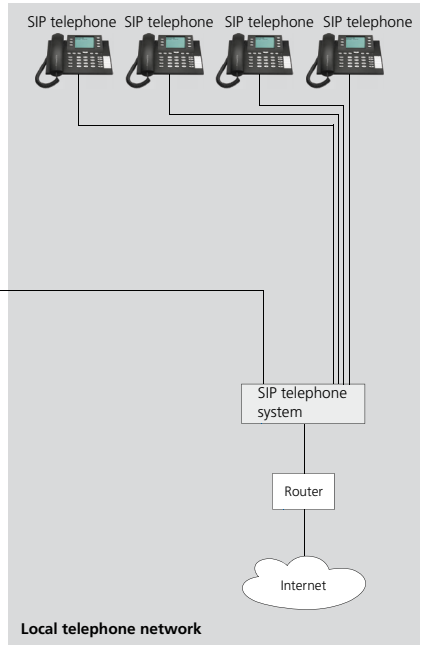 SIP telephone SIP telephone SIP telephone SIP telephone
SIP telephone
system
Router
Internet
Local telephone network